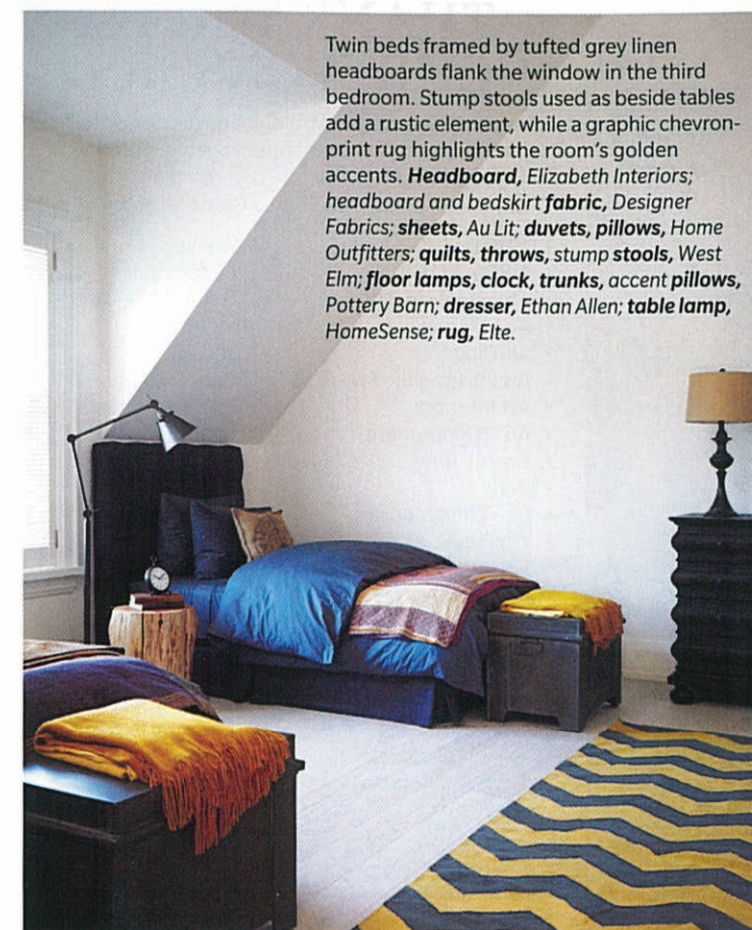 Twin beds framed by tufted grey linen
headboards flank the window in the third
bedroom. Stump stools used as beside tables
add a rustic element, while a graphic chevron-
print rug highlights the room's golden
accents. Headboard, Elizabeth Interiors;
headboard and bedskirt fabric, Designer
Fabrics; sheets, Au Lit; duvets, pillows, Home
Outfitters; quilts, throws, stump stools, West
Elm; floor lamps, clock, trunks, accent pillows,
Pottery Barn; dresser, Ethan Allen; table lamp,
HomeSense; rug, Elte.